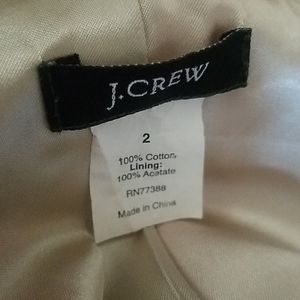 J.CREW
2
100% Cotton
Lining:
100% Acetate
RN77388
Made in China